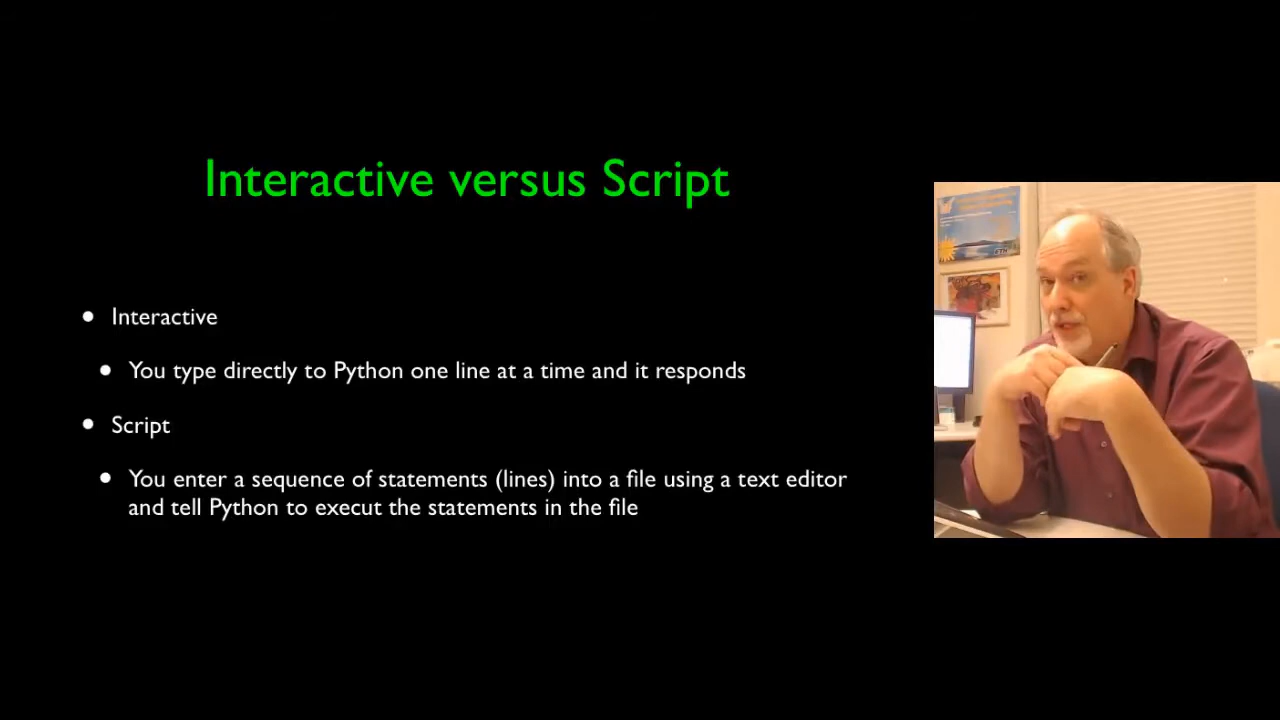 Interactive versus Script
• Interactive
• You type directly to Python one line at a time and it responds
• Script
• You enter a sequence of statements (lines) into a file using a text editor
and tell Python to execut the statements in the file